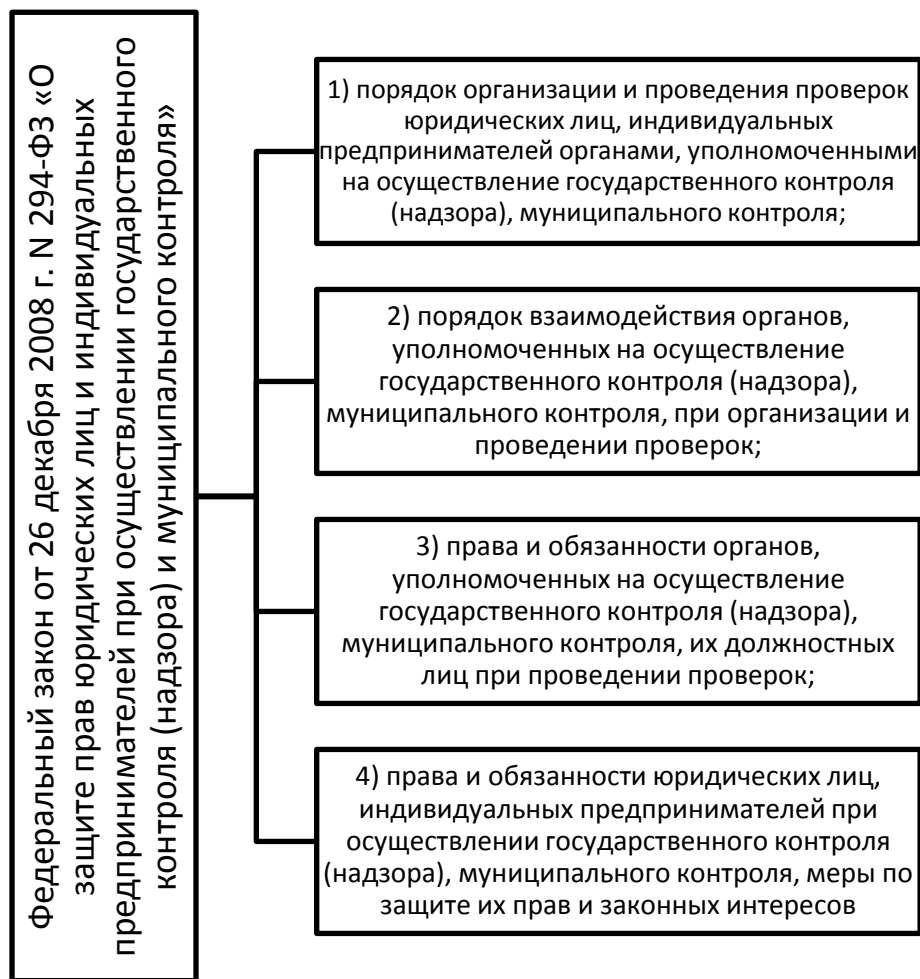 Федеральный закон от 26 декабря 2008 г. N 294-ФЗ «О
защите прав юридических лиц и индивидуальных
предпринимателей при осуществлении государственного
контроля (надзора) и муниципального контроля»
1) порядок организации и проведения проверок
юридических лиц, индивидуальных
предпринимателей органами, уполномоченными
на осуществление государственного контроля
(надзора), муниципального контроля;
2) порядок взаимодействия органов,
уполномоченных на осуществление
государственного контроля (надзора),
муниципального контроля, при организации и
проведении проверок;
3) права и обязанности органов,
уполномоченных на осуществление
государственного контроля (надзора),
муниципального контроля, их должностных
лиц при проведении проверок;
4) права и обязанности юридических лиц,
индивидуальных предпринимателей при
осуществлении государственного контроля
(надзора), муниципального контроля, меры по
защите их прав и законных интересов